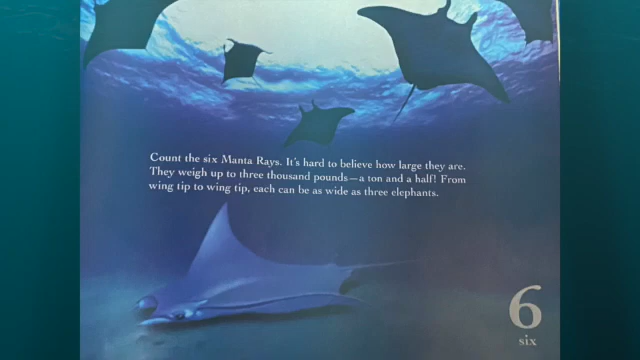 Count the six Manta Rays. It's hard to believe how large they are.
They weigh up to three thousand pounds—a ton and a half! From
wing tip to wing tip, each can be as wide as three elephants.
6
six